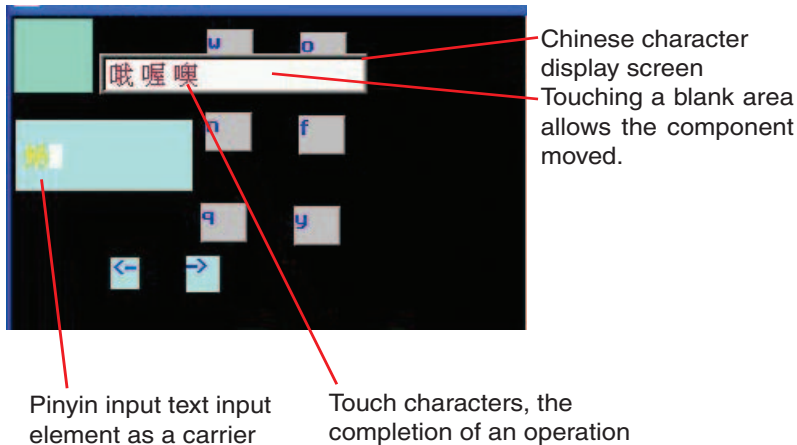 w o
哦 喔 噢
n f
q y
<- ->
Chinese character
display screen
Touching a blank area
allows the component
moved.
Pinyin input text input
element as a carrier
Touch characters, the
completion of an operation